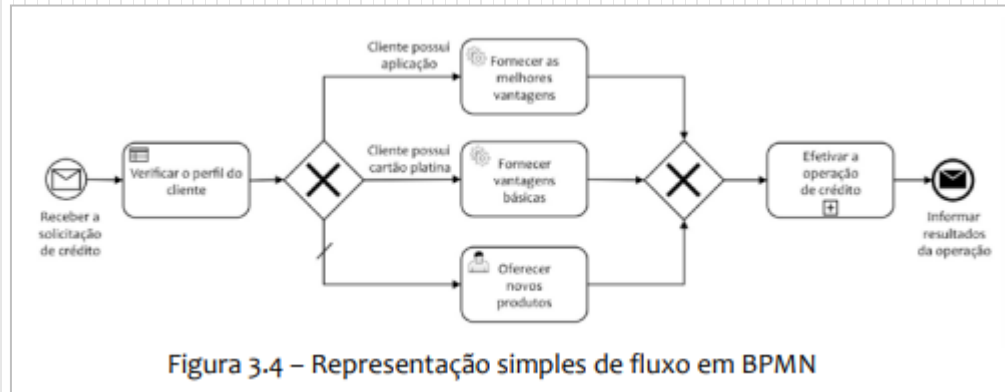 Cliente possui
aplicação
Fornecer as
melhores
vantagens
Verificar o perfil do
cliente
Cliente possui
cartão platina
Fornecer
vantagens
básicas
Efetivar a
operação
de crédito
Receber a
solicitação
de crédito
Informar
resultados
da operação
Oferecer
novos
produtos
Figura 3.4 – Representação simples de fluxo em BPMN